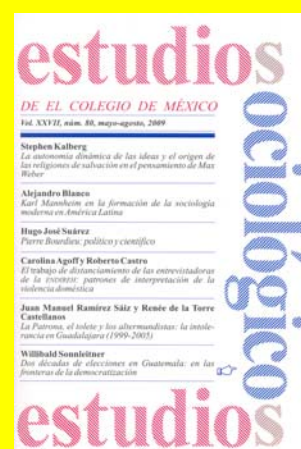 estudios
sociológicos
DE EL COLEGIO DE MÉXICO
Vol. XXVII, núm. 80, mayo-agosto, 2009
Stephen Kalberg
La autonomía dinámica de las ideas y el origen de
las religiones de salvación en el pensamiento de Max
Weber
Alejandro Blanco
Karl Mannheim en la formación de la sociología
moderna en América Latina
Hugo José Suárez
Pierre Bourdieu: político y científico
Carolina Agoff y Roberto Castro
El trabajo de distanciamiento de las entrevistadoras
de la ENDIREH: patrones de interpretación de la
violencia doméstica
Juan Manuel Ramírez Sáiz y Renée de la Torre
Castellanos
La Patrona, el tolete y los altermundistas: la intole-
rancia en Guadalajara (1999-2005)
Willibald Sonnleitner
Dos décadas de elecciones en Guatemala: en las
fronteras de la democratización
estudios